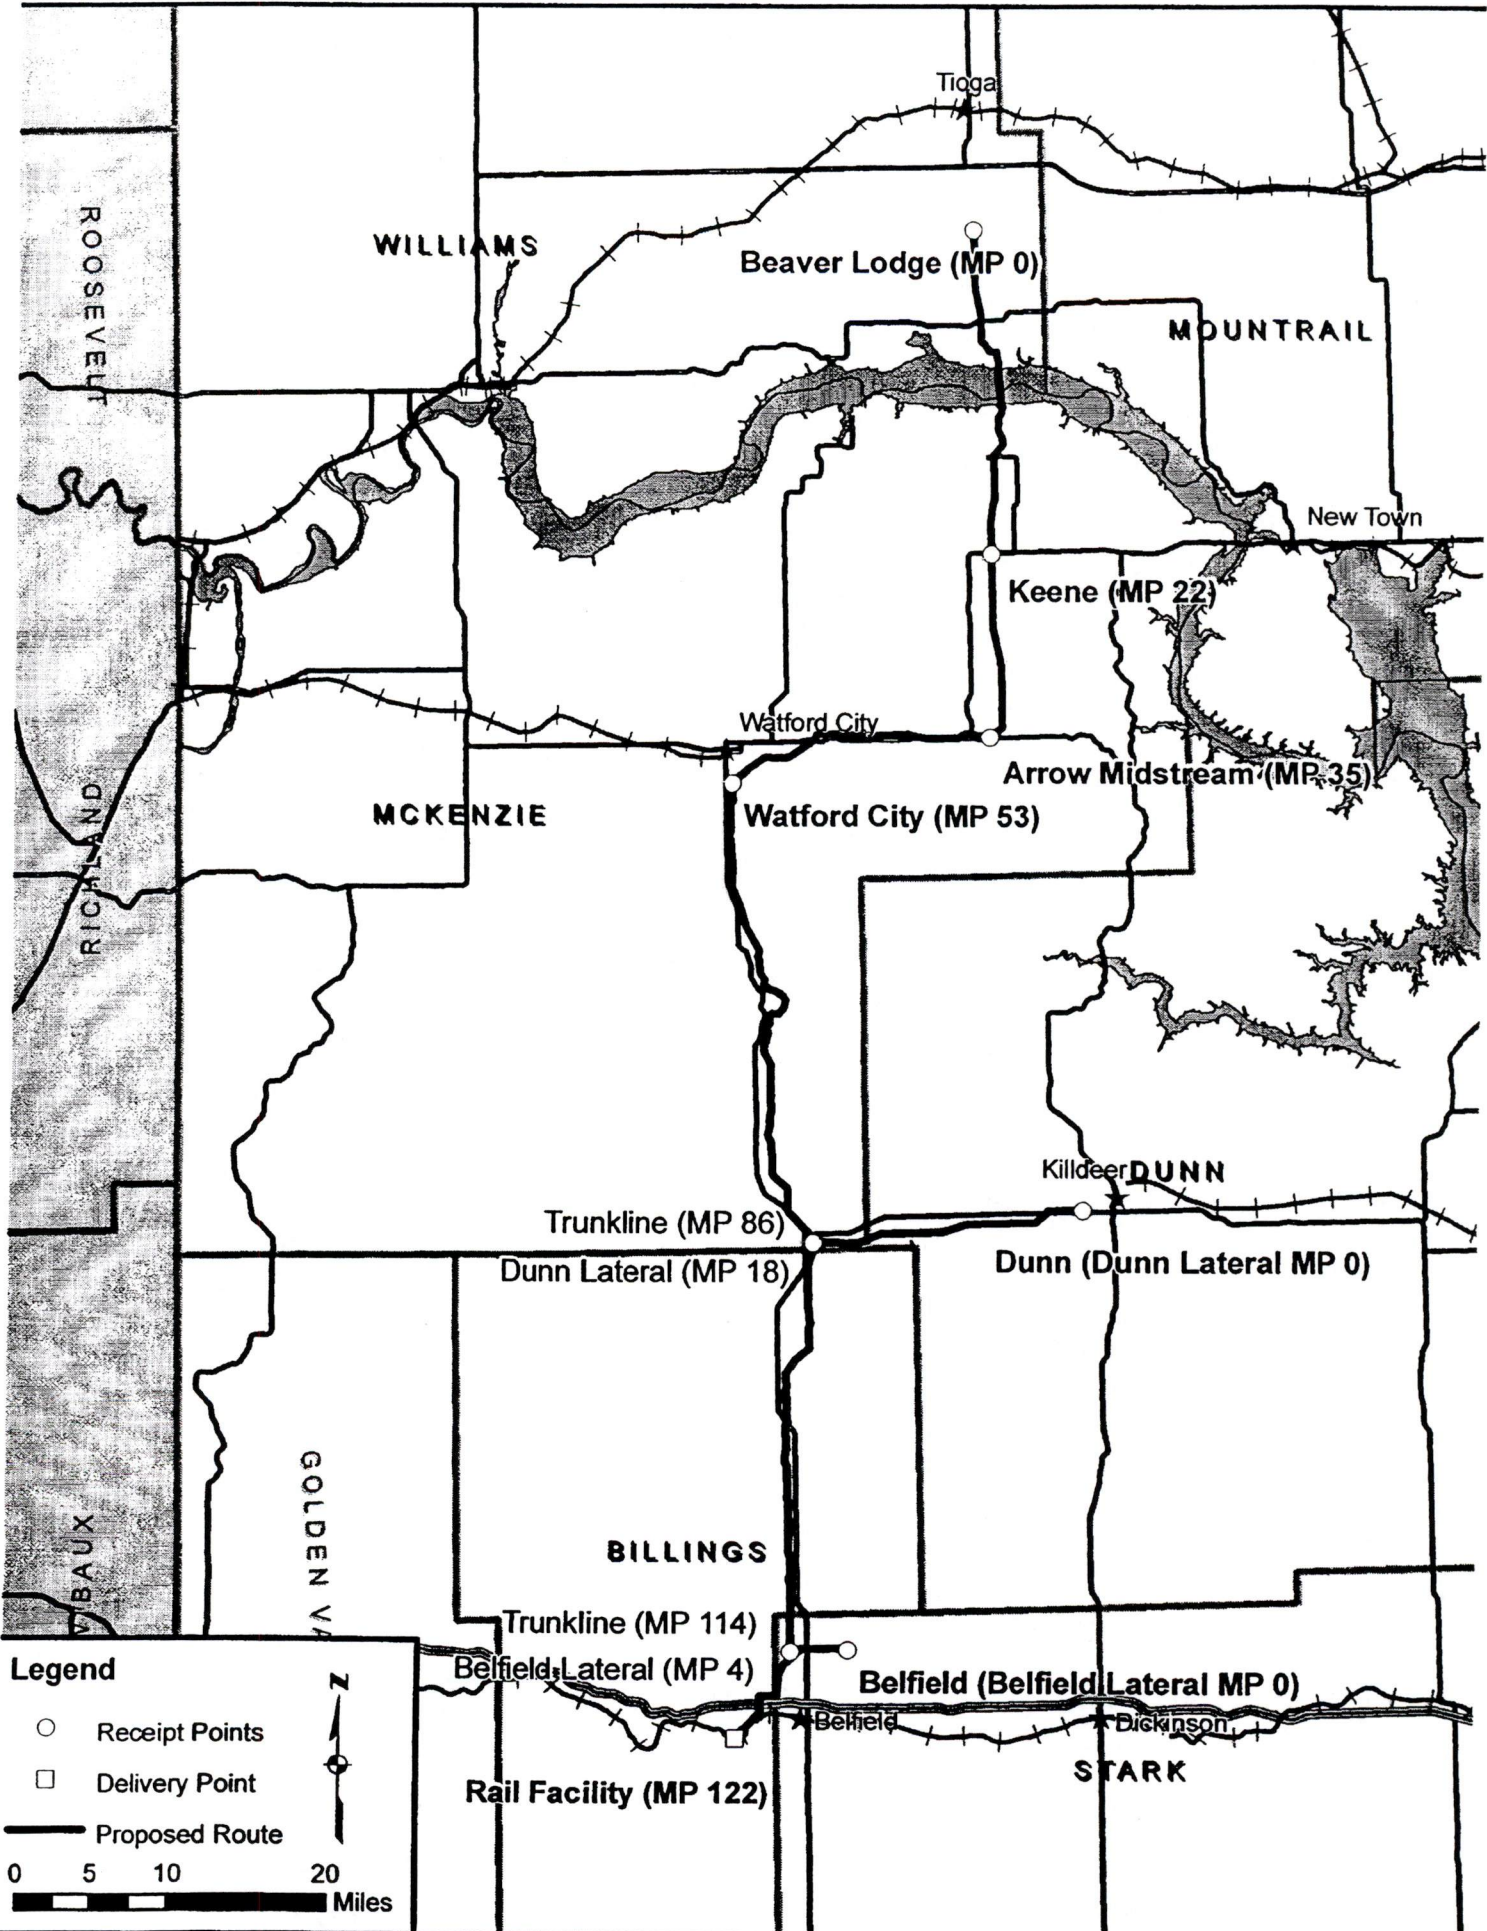 Tioga
ROOSEVELT
WILLIAMS
Beaver Lodge (MP 0)
MOUNTRAIL
New Town
Keene (MP 22)
Watford City
Arrow Midstream (MP 35)
RICHLAND
MCKENZIE
Watford City (MP 53)
Killdeer
DUNN
Trunkline (MP 86)
Dunn Lateral (MP 18)
Dunn (Dunn Lateral MP 0)
GOLDEN VA
WIBAUX
BILLINGS
Trunkline (MP 114)
Belfield Lateral (MP 4)
Belfield (Belfield Lateral MP 0)
Belfield
Dickinson
STARK
Rail Facility (MP 122)
Legend
N
Receipt Points
Delivery Point
Proposed Route
0 5 10 20
Miles